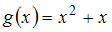 g(x) = x² + x